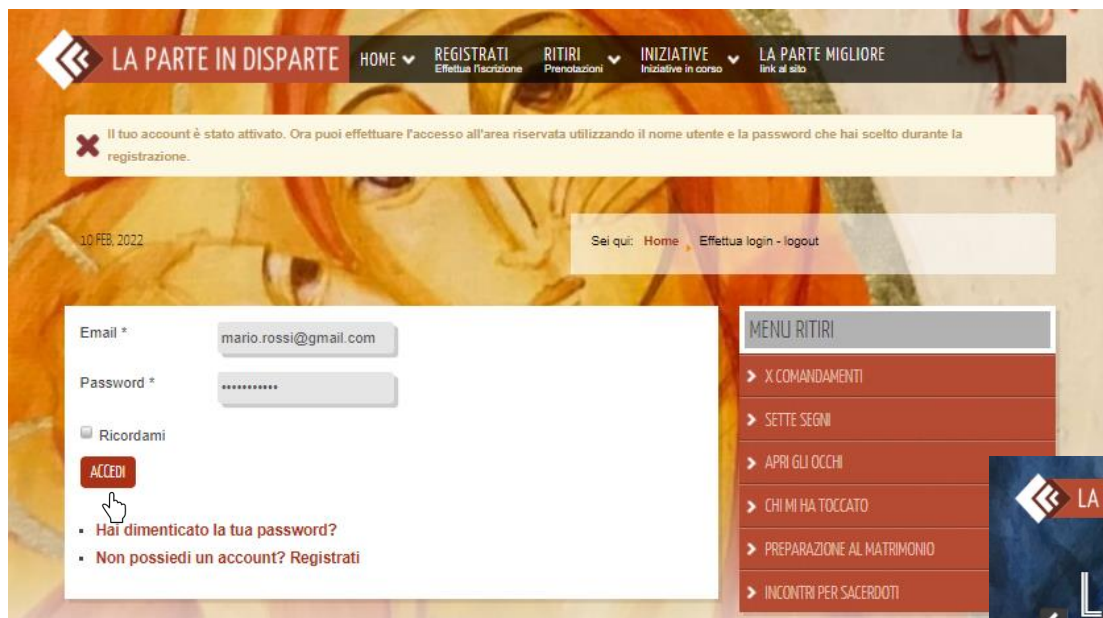 LA PARTE IN DISPARTE
HOME
REGISTRATI
Effettua l'iscrizione
RITIRI
Prenotazioni
INIZIATIVE
Iniziative in corso
LA PARTE MIGLIORE
link al sito
Il tuo account è stato attivato. Ora puoi effettuare l'accesso all'area riservata utilizzando il nome utente e la password che hai scelto durante la
registrazione.
10 FEB, 2022
Sei qui: Home Effettua login - logout
Email *
mario.rossi@gmail.com
Password *
•••••••••••
Ricordami
ACCEDI
Hai dimenticato la tua password?
Non possiedi un account? Registrati
MENU RITIRI
X COMANDAMENTI
SETTE SEGNI
APRI GLI OCCHI
CHI MI HA TOCCATO
PREPARAZIONE AL MATRIMONIO
INCONTRI PER SACERDOTI
LA
L